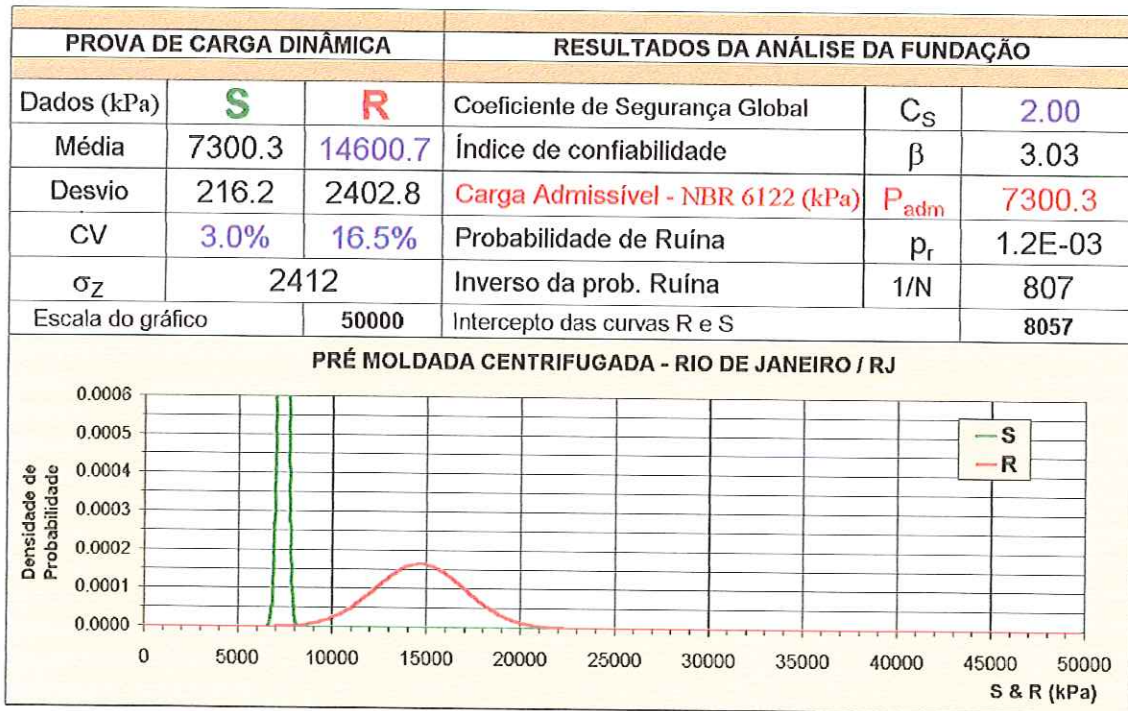 PROVA DE CARGA DINÂMICA RESULTADOS DA ANÁLISE DA FUNDAÇÃO
Dados (kPa) S R Coeficiente de Segurança Global C_S 2.00
Média 7300.3 14600.7 Índice de confiabilidade β 3.03
Desvio 216.2 2402.8 Carga Admissível - NBR 6122 (kPa) P_adm 7300.3
CV 3.0% 16.5% Probabilidade de Ruína p_r 1.2E-03
σ_Z 2412 Inverso da prob. Ruína 1/N 807
Escala do gráfico 50000 Intercepto das curvas R e S 8057
PRÉ MOLDADA CENTRIFUGADA - RIO DE JANEIRO / RJ
Densidade de
Probabilidade
0.0006
0.0005
0.0004
0.0003
0.0002
0.0001
0.0000
S
R
0 5000 10000 15000 20000 25000 30000 35000 40000 45000 50000
S & R (kPa)